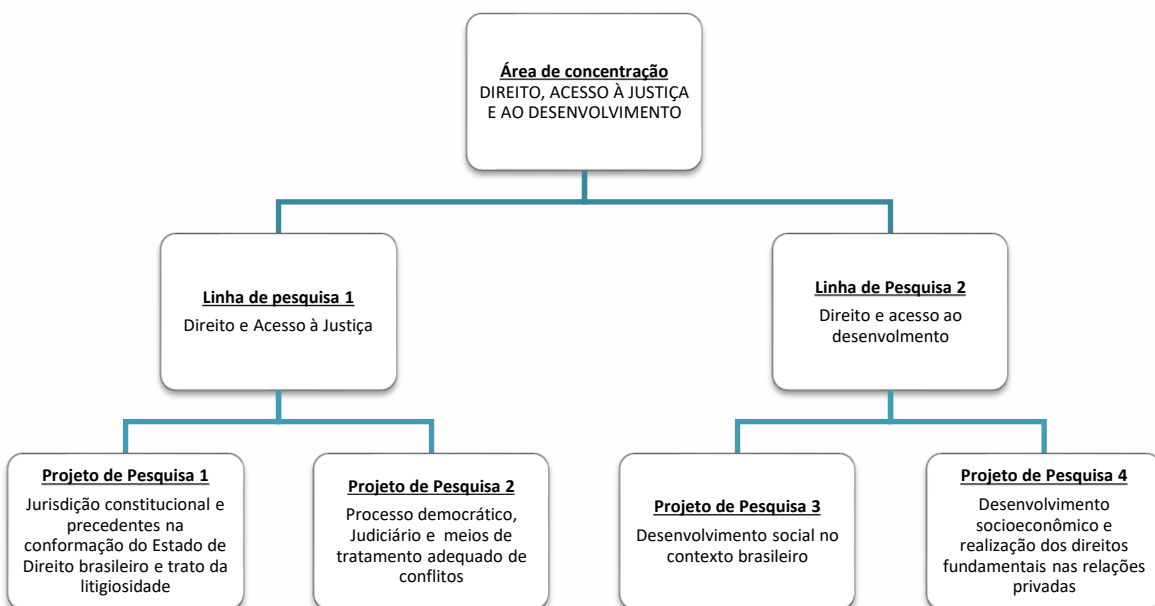 Área de concentração
DIREITO, ACESSO À JUSTIÇA
E AO DESENVOLVIMENTO
Linha de pesquisa 1
Direito e Acesso à Justiça
Linha de Pesquisa 2
Direito e acesso ao
desenvolmento
Projeto de Pesquisa 1
Jurisdição constitucional e
precedentes na
conformação do Estado de
Direito brasileiro e trato da
litigiosidade
Projeto de Pesquisa 2
Processo democrático,
Judiciário e meios de
tratamento adequado de
conflitos
Projeto de Pesquisa 3
Desenvolvimento social no
contexto brasileiro
Projeto de Pesquisa 4
Desenvolvimento
socioeconômico e
realização dos direitos
fundamentais nas relações
privadas